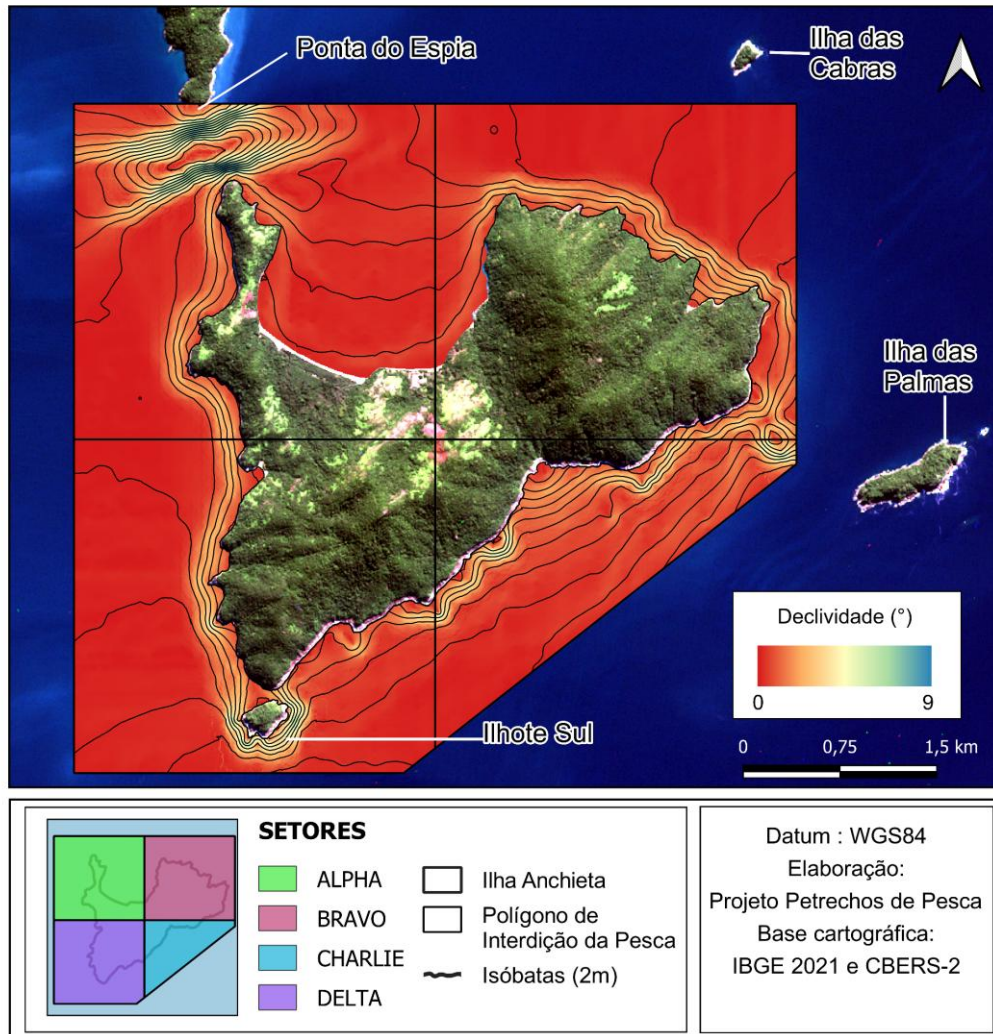 Ponta do Espia
Ilha das
Cabras
Ilha das
Palmas
Declividade (°)
0 9
Ilhote Sul
0 0,75 1,5 km
SETORES
ALPHA
BRAVO
CHARLIE
DELTA
Ilha Anchieta
Polígono de
Interdição da Pesca
Isóbatas (2m)
Datum : WGS84
Elaboração:
Projeto Petrechos de Pesca
Base cartográfica:
IBGE 2021 e CBERS-2